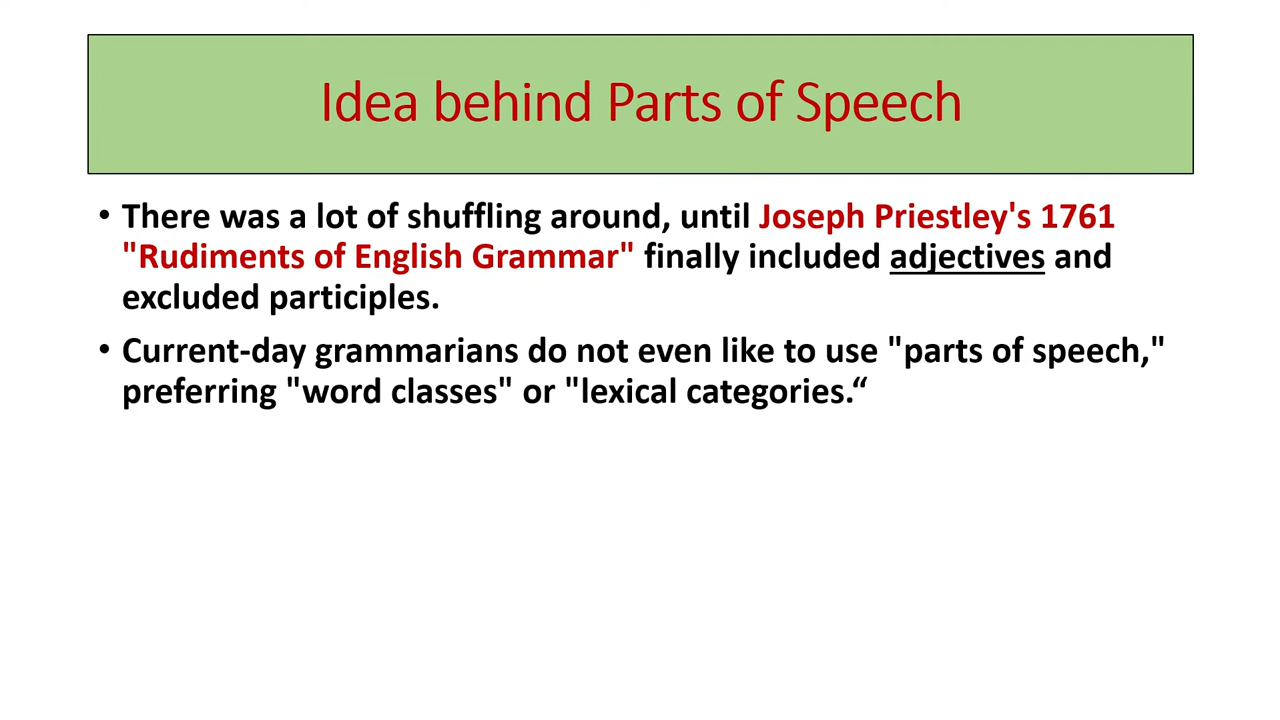 Idea behind Parts of Speech
• There was a lot of shuffling around, until Joseph Priestley's 1761
"Rudiments of English Grammar" finally included adjectives and
excluded participles.
• Current-day grammarians do not even like to use "parts of speech,"
preferring "word classes" or "lexical categories.“